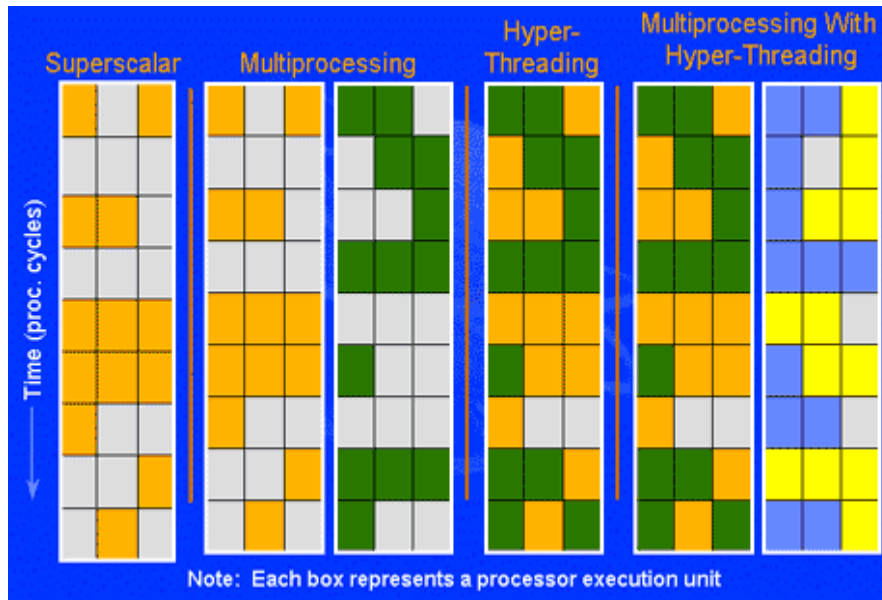 Superscalar
Multiprocessing
Hyper-
Threading
Multiprocessing With
Hyper-Threading
Time (proc. cycles)
Note: Each box represents a processor execution unit